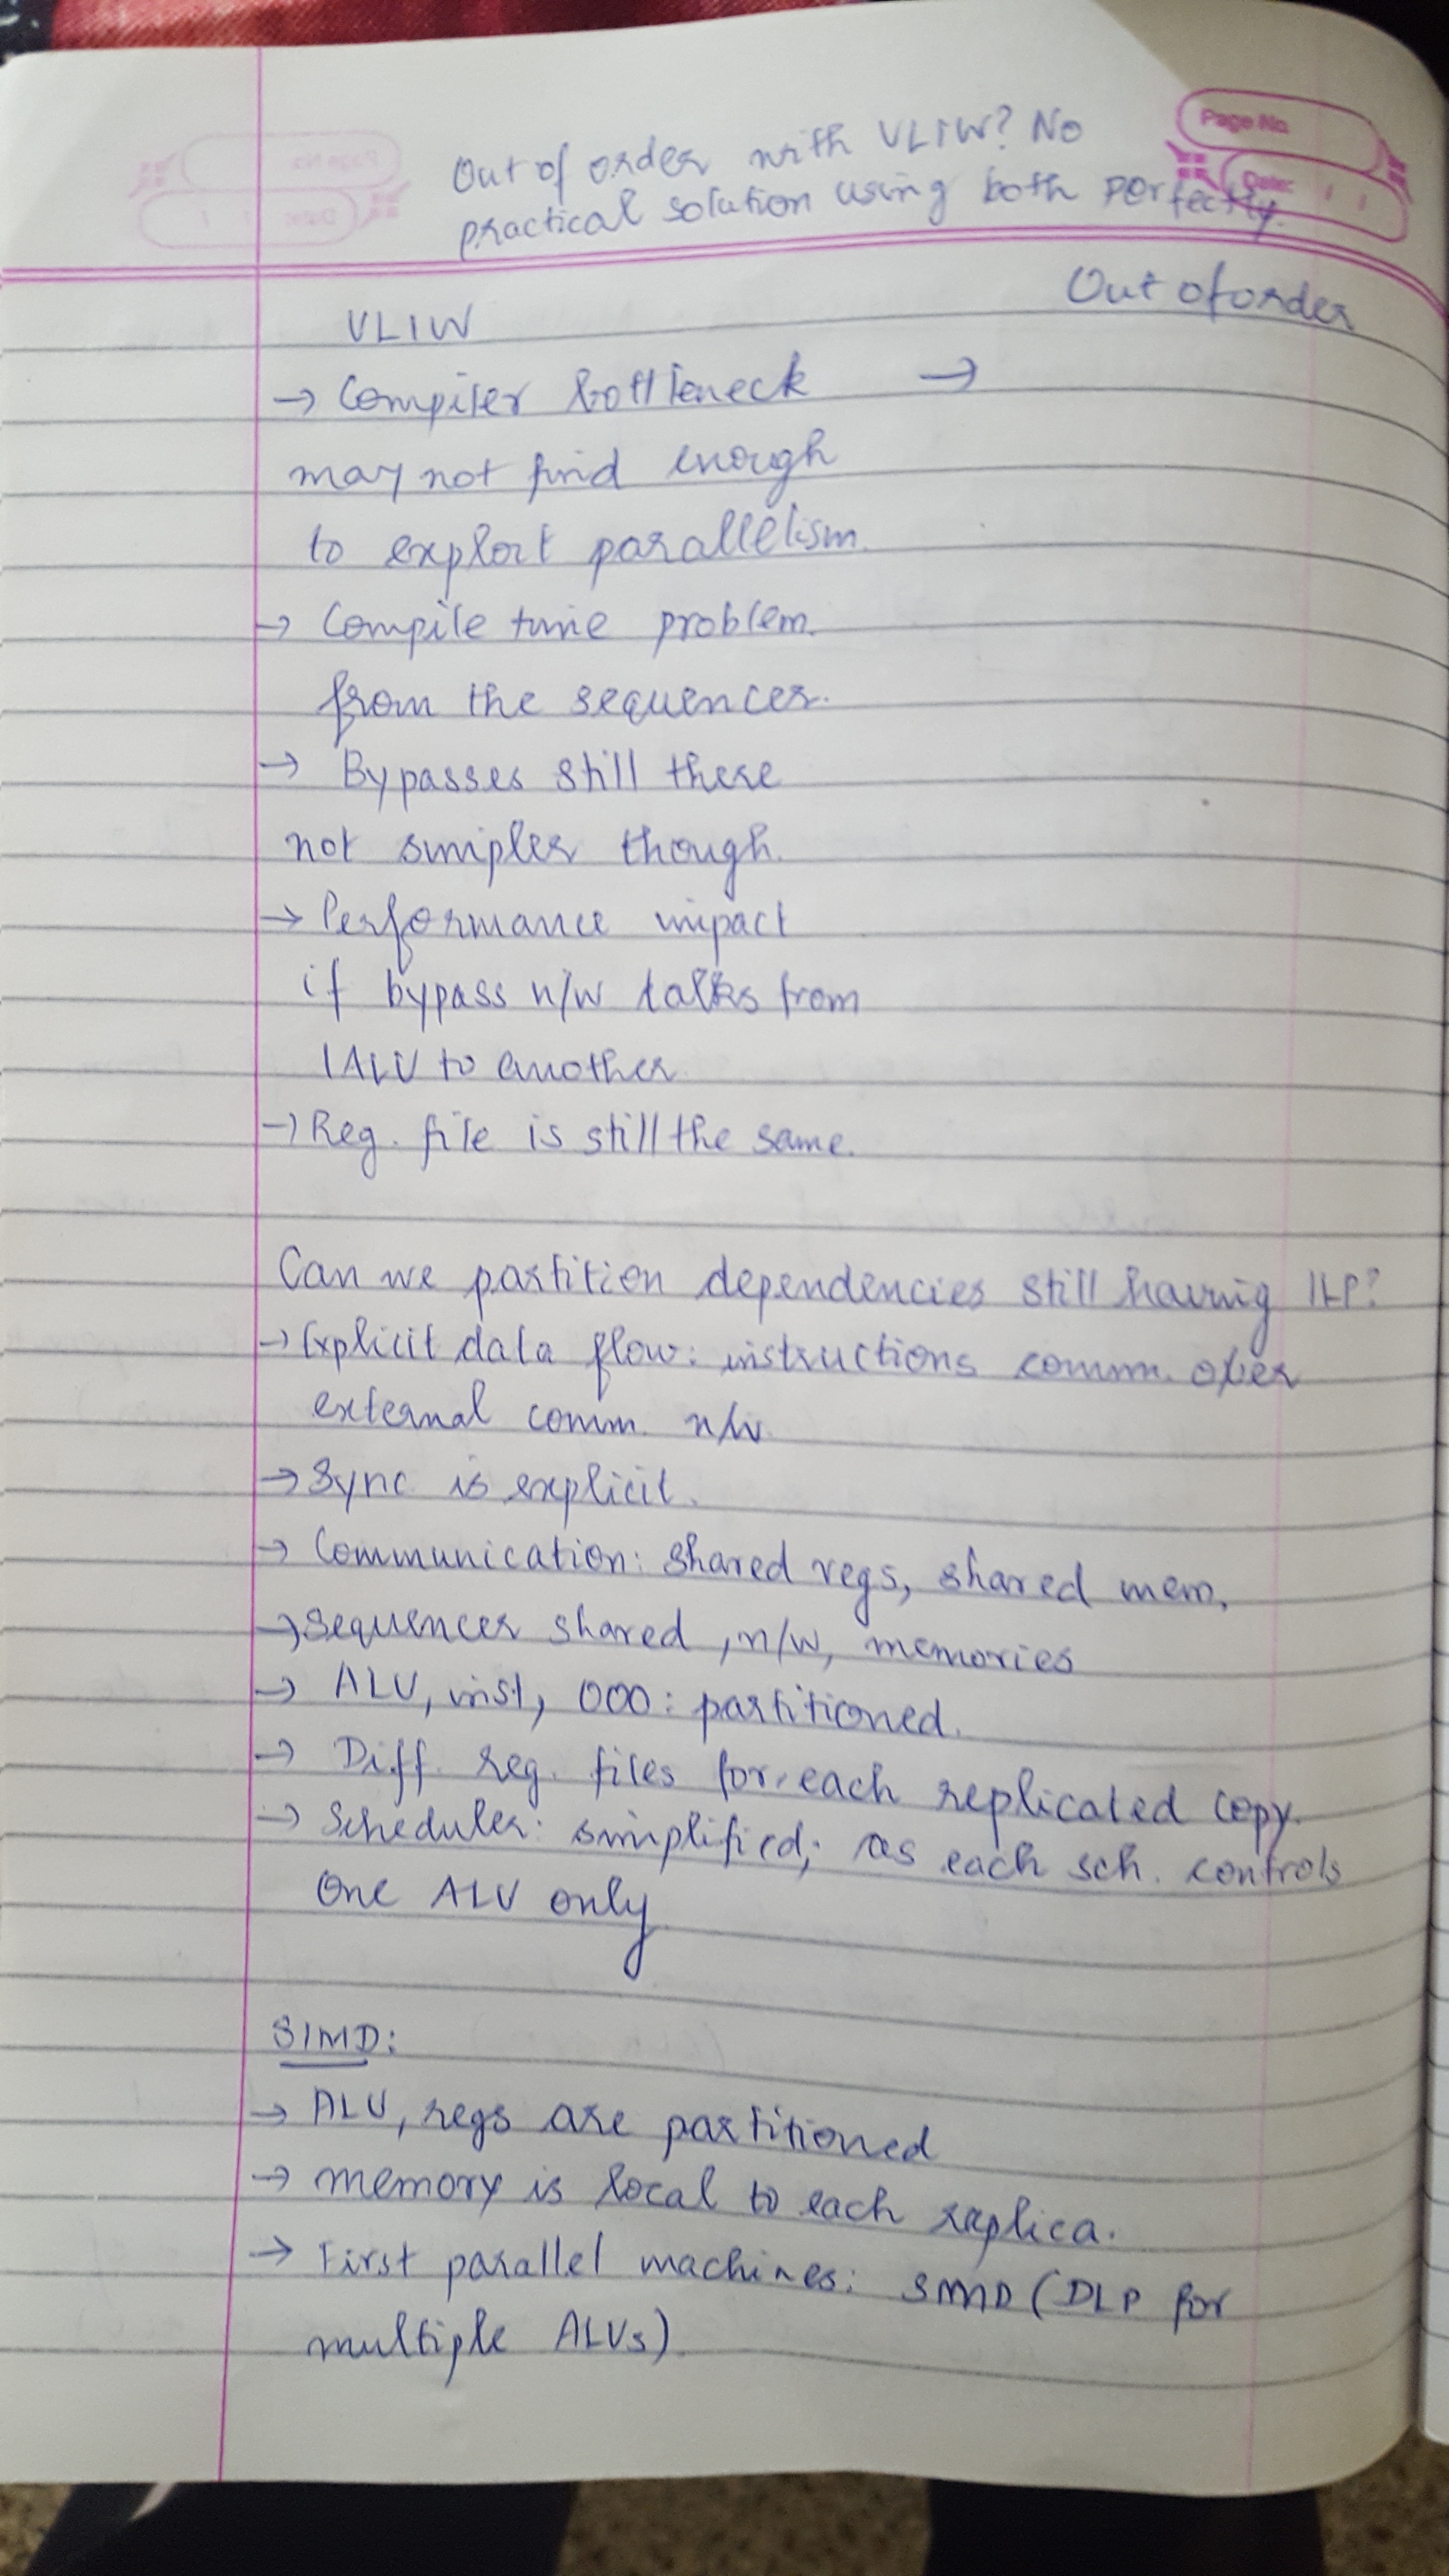 Page No.
Date:
Out of order with VLIW? No
practical solution using both perfectly.
VLIW
Out of order
→ Compiler bottleneck →
may not find enough
to exploit parallelism.
→ Compile time problem.
from the sequencer.
→ Bypasses still there
not simpler though.
→ Performance impact
if bypass n/w talks from
1 ALU to another
→ Reg. file is still the same.
Can we partition dependencies still having ILP?
→ Explicit data flow: instructions comm. over
external comm. n/w
→ Sync is explicit.
→ Communication: shared regs, shared mem,
→ sequencer shared, n/w, memories
→ ALU, inst, OOO: partitioned.
→ Diff. reg. files for each replicated copy.
→ Scheduler: simplified; as each sch. controls
One ALU only
SIMD:
→ ALU, regs are partitioned
→ memory is local to each replica.
→ First parallel machines: SIMD (DLP for
multiple ALUs)